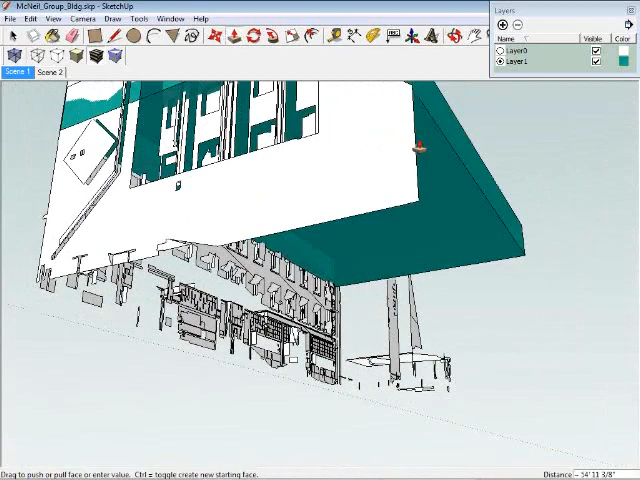 McNeil_Group_Bldg.skp - SketchUp
File Edit View Camera Draw Tools Window Help
Scene 1 Scene 2
Layers
Name Visible Color
Layer0
Layer1
Drag to push or pull face or enter value. Ctrl = toggle create new starting face.
Distance ~ 54' 11 3/8"